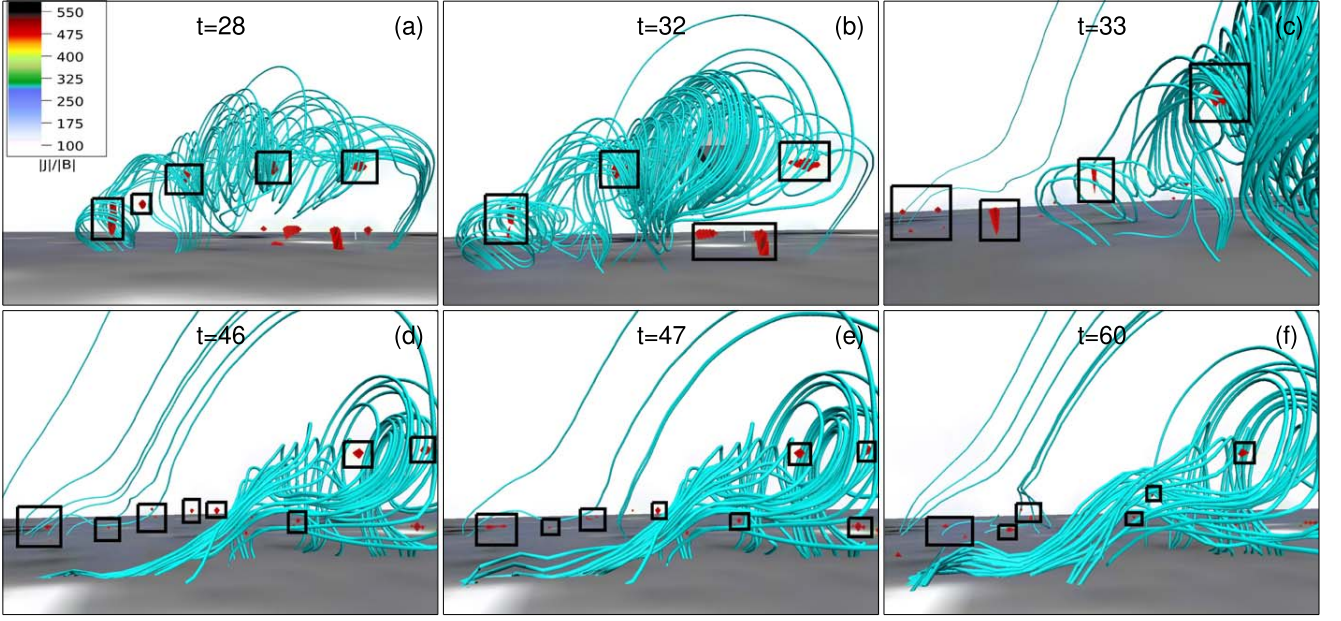 t=28
(a)
550
475
400
325
250
175
100
|J|/|B|
t=32
(b)
t=33
(c)
t=46
(d)
t=47
(e)
t=60
(f)